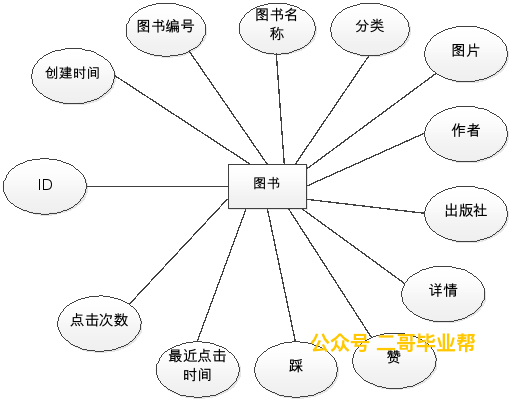 图书编号
图书名
称
分类
图片
创建时间
作者
ID
图书
出版社
详情
点击次数
公众号 二哥毕业帮
最近点击
时间
踩
赞